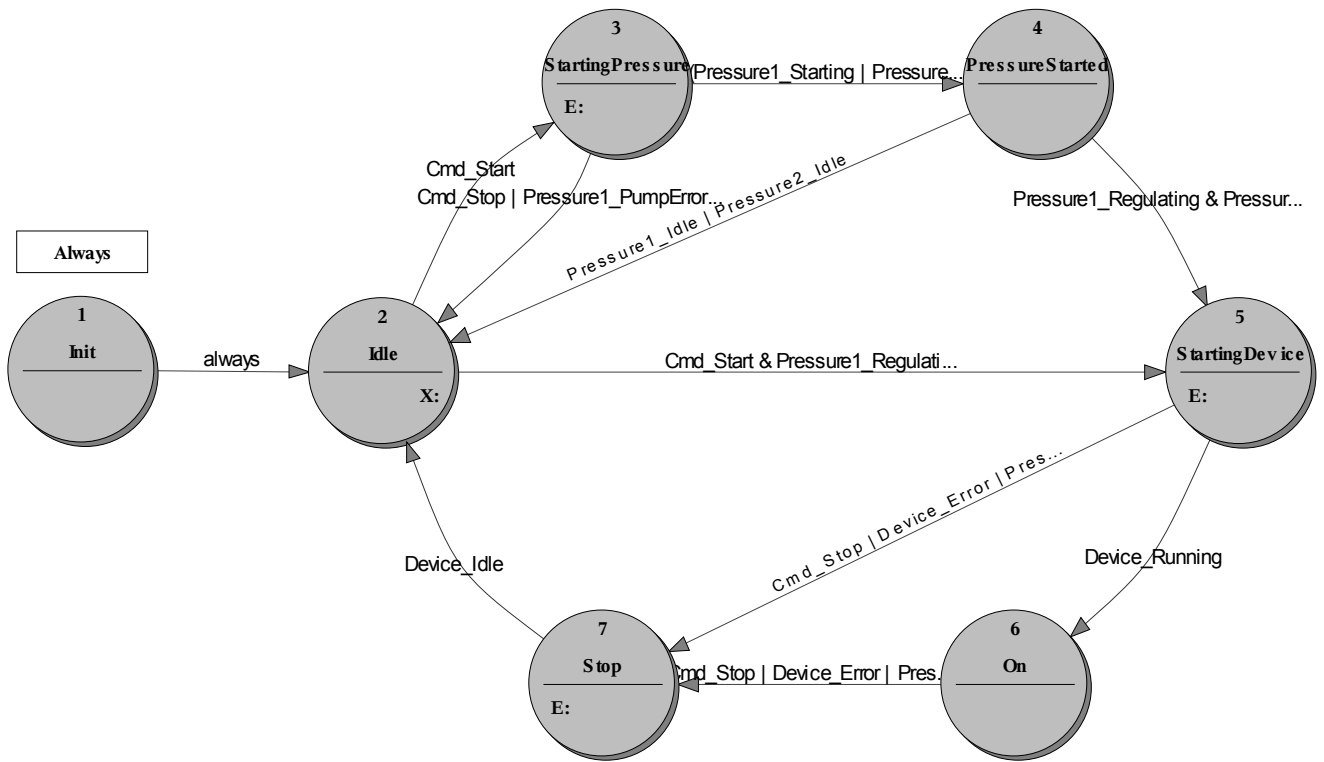 3
StartingPressure
E:
(Pressure1_Starting | Pressure...
4
PressureStarted
Cmd_Start
Cmd_Stop | Pressure1_PumpError...
Pressure1_Idle | Pressure2_Idle
Pressure1_Regulating & Pressur...
Always
1
Init
always
2
Idle
X:
Cmd_Start & Pressure1_Regulati...
5
StartingDevice
E:
Device_Idle
Cmd_Stop | Device_Error | Pres...
Device_Running
7
Stop
E:
Cmd_Stop | Device_Error | Pres...
6
On